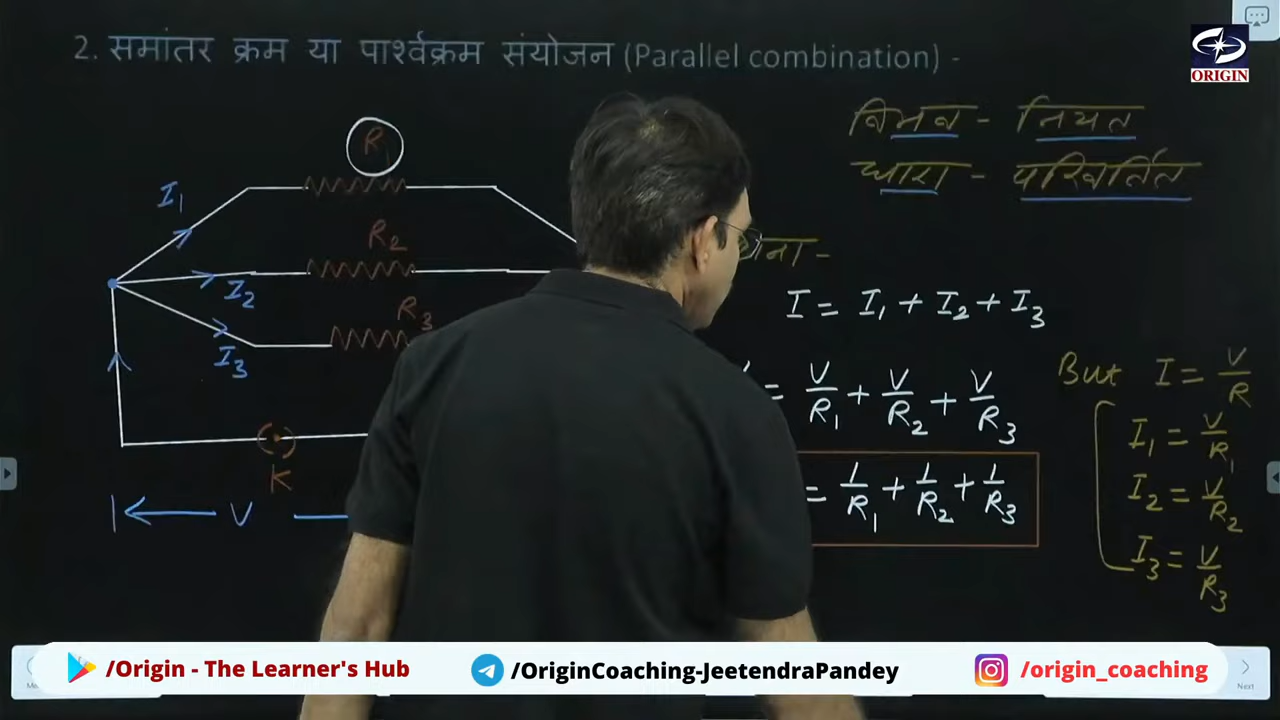 2. समांतर क्रम या पार्श्वक्रम संयोजन (Parallel combination) -
ORIGIN
विभव - नियत
धारा - परिवर्तित
R1
I1
R2
I2
R3
I3
K
V
माना -
I = I1 + I2 + I3
= V/R1 + V/R2 + V/R3
= 1/R1 + 1/R2 + 1/R3
But I = V/R
I1 = V/R1
I2 = V/R2
I3 = V/R3
/Origin - The Learner's Hub
/OriginCoaching-JeetendraPandey
/origin_coaching
Next